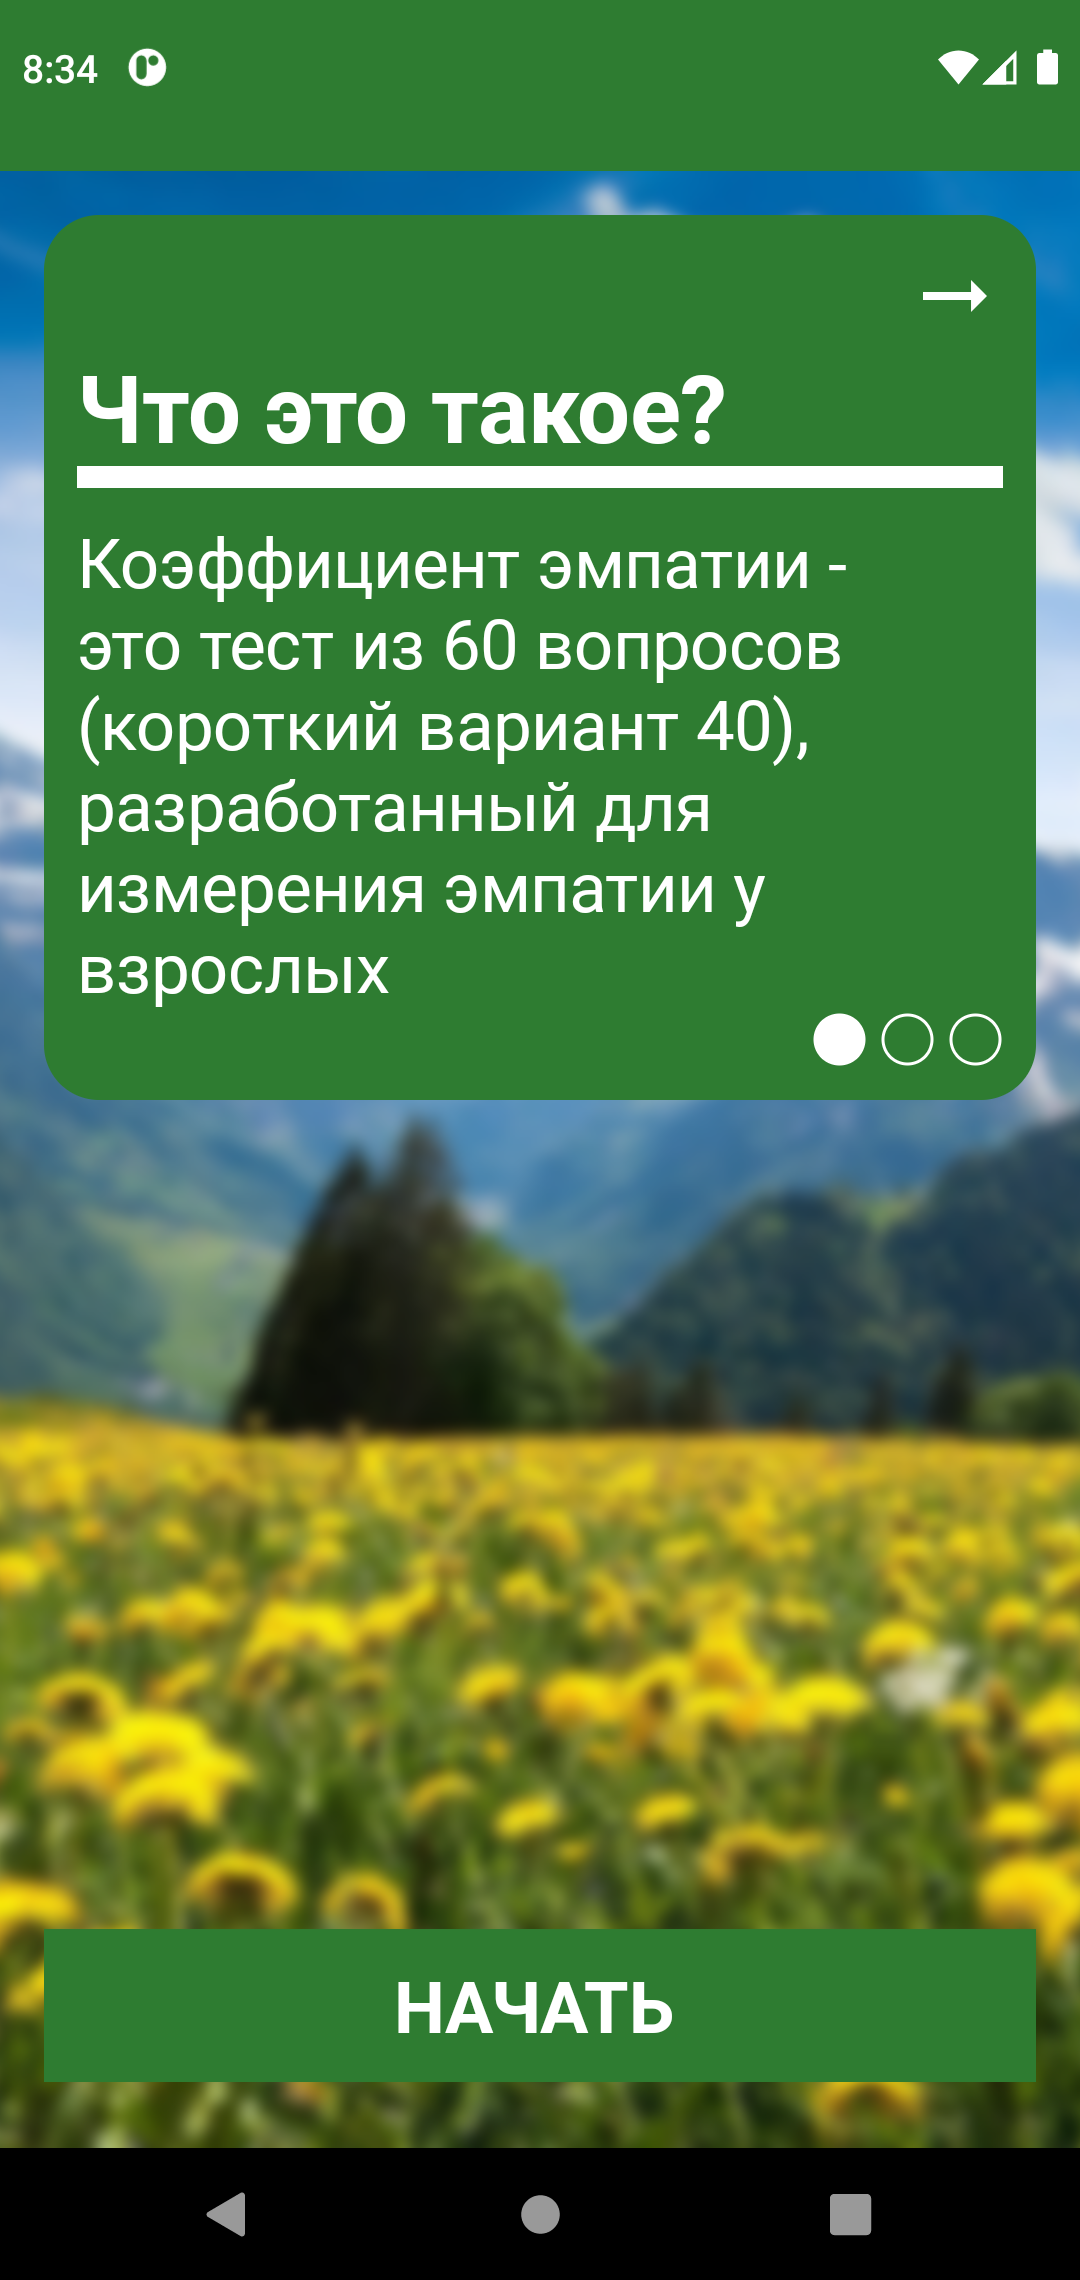 8:34
Что это такое?
Коэффициент эмпатии -
это тест из 60 вопросов
(короткий вариант 40),
разработанный для
измерения эмпатии у
взрослых
НАЧАТЬ